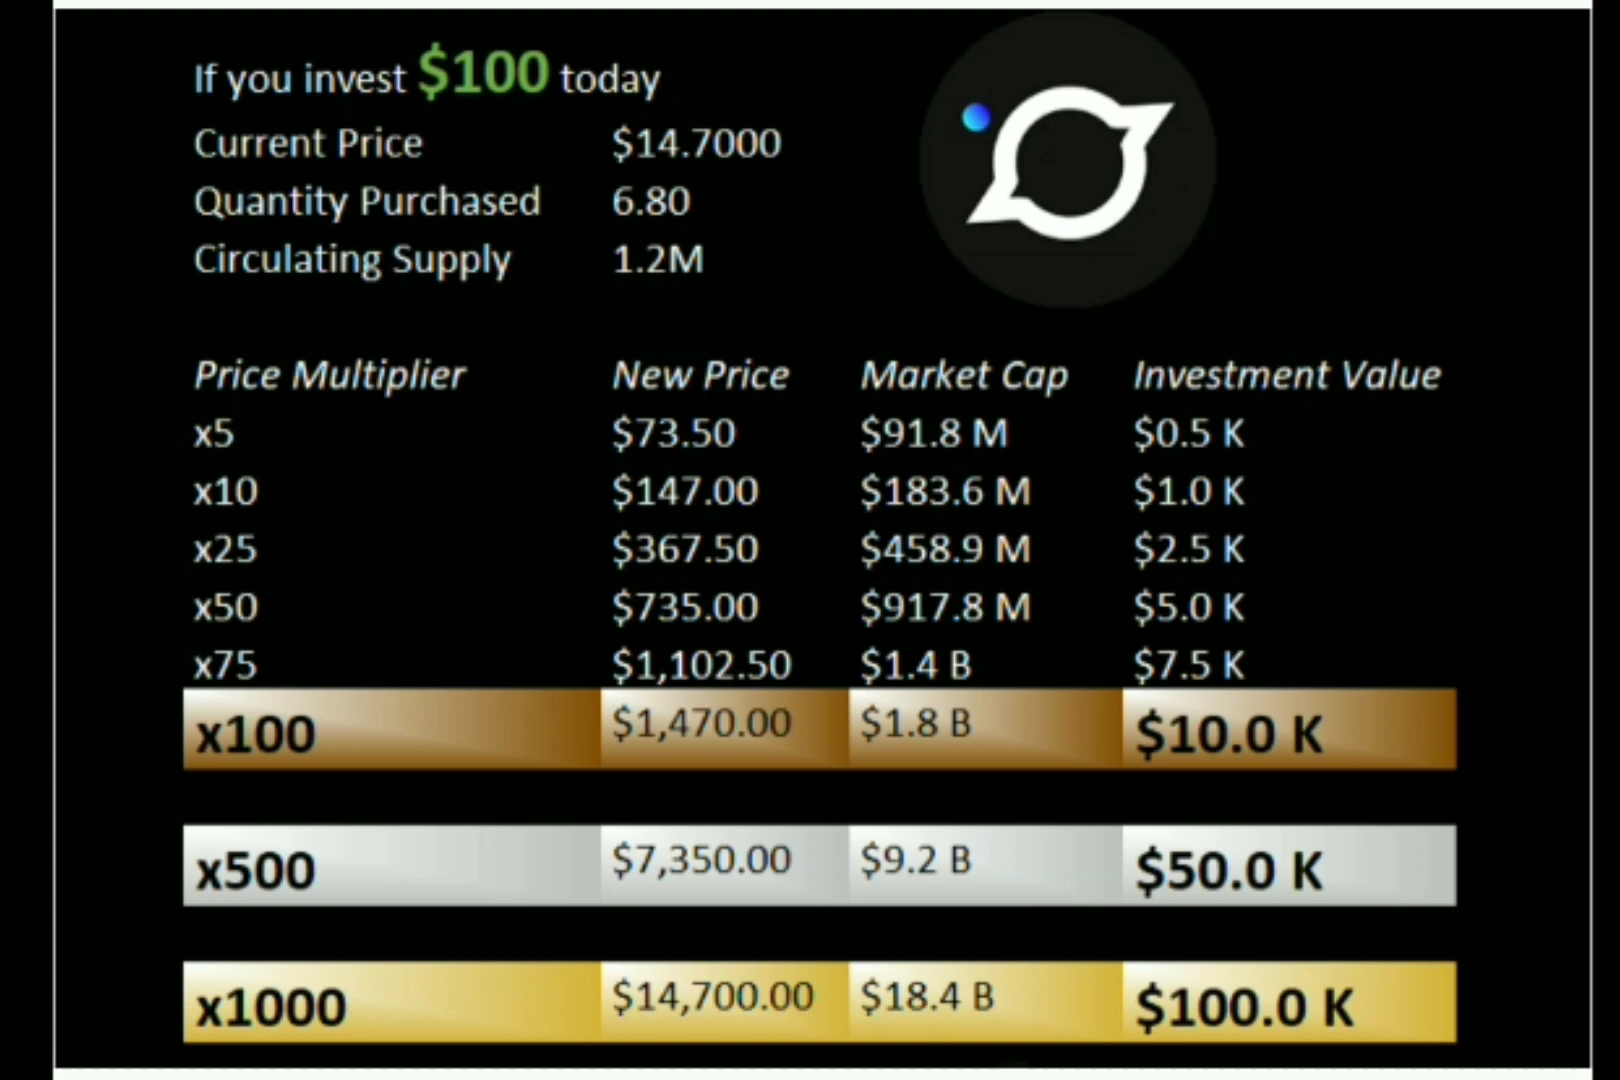 If you invest $100 today
Current Price $14.7000
Quantity Purchased 6.80
Circulating Supply 1.2M
Price Multiplier New Price Market Cap Investment Value
x5 $73.50 $91.8 M $0.5 K
x10 $147.00 $183.6 M $1.0 K
x25 $367.50 $458.9 M $2.5 K
x50 $735.00 $917.8 M $5.0 K
x75 $1,102.50 $1.4 B $7.5 K
x100 $1,470.00 $1.8 B $10.0 K
x500 $7,350.00 $9.2 B $50.0 K
x1000 $14,700.00 $18.4 B $100.0 K